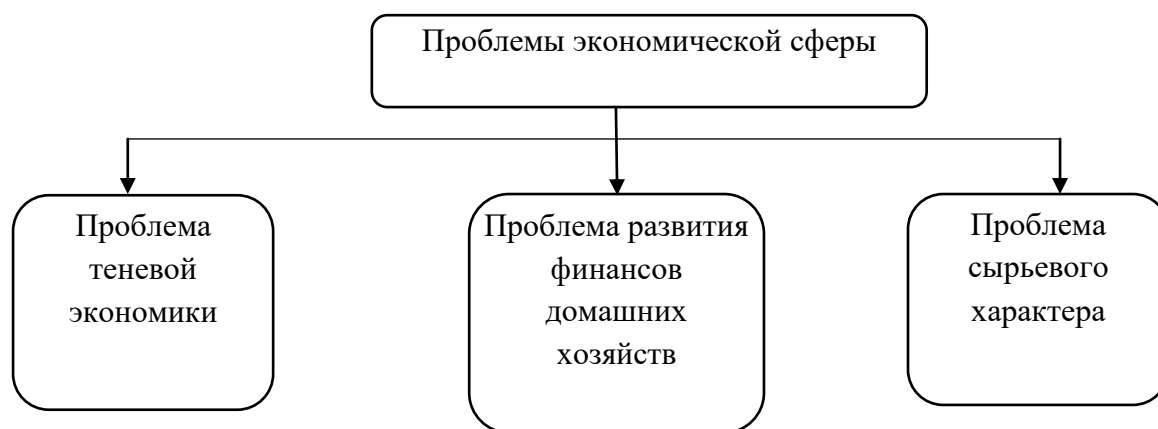 Проблемы экономической сферы
Проблема
теневой
экономики
Проблема развития
финансов
домашних
хозяйств
Проблема
сырьевого
характера